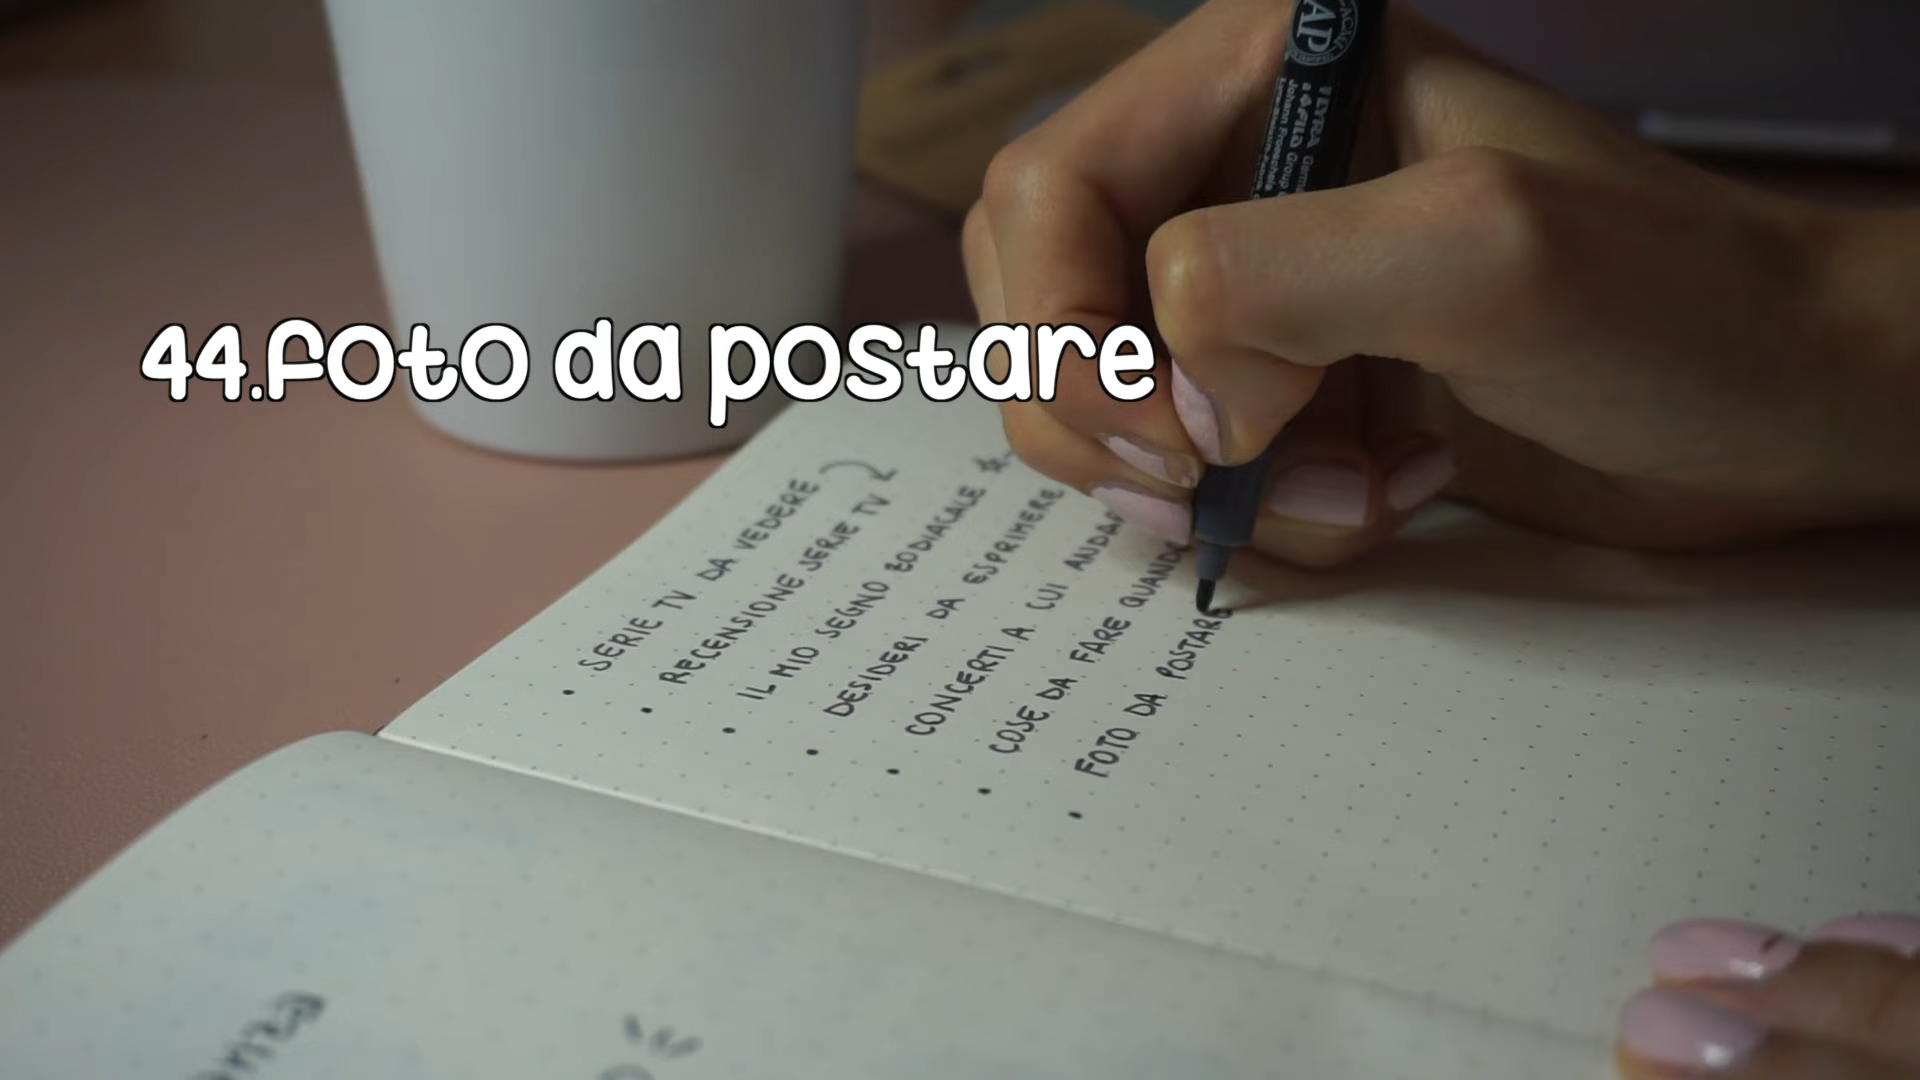 44.foto da postare
• SERIE TV DA VEDERE
• RECENSIONE SERIE TV
• IL MIO SEGNO ZODIACALE
• DESIDERI DA ESPRIMERE
• CONCERTI A CUI
• COSE DA FARE QUANDO
• FOTO DA POSTARE
AP